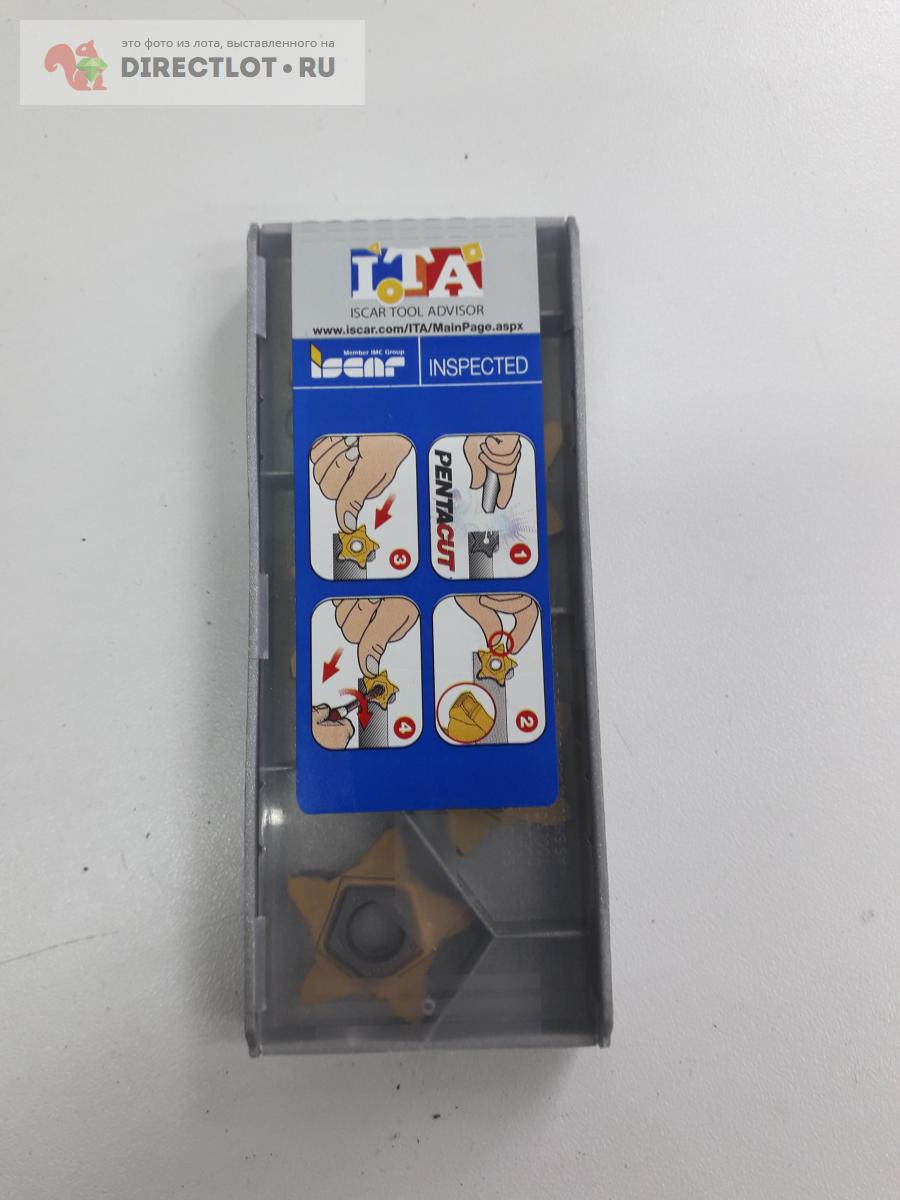 это фото из лота, выставленного на
DIRECTLOT•RU
ITA
ISCAR TOOL ADVISOR
www.iscar.com/ITA/MainPage.aspx
Member IMC Group
iscar
INSPECTED
PENTACUT
3
1
4
2